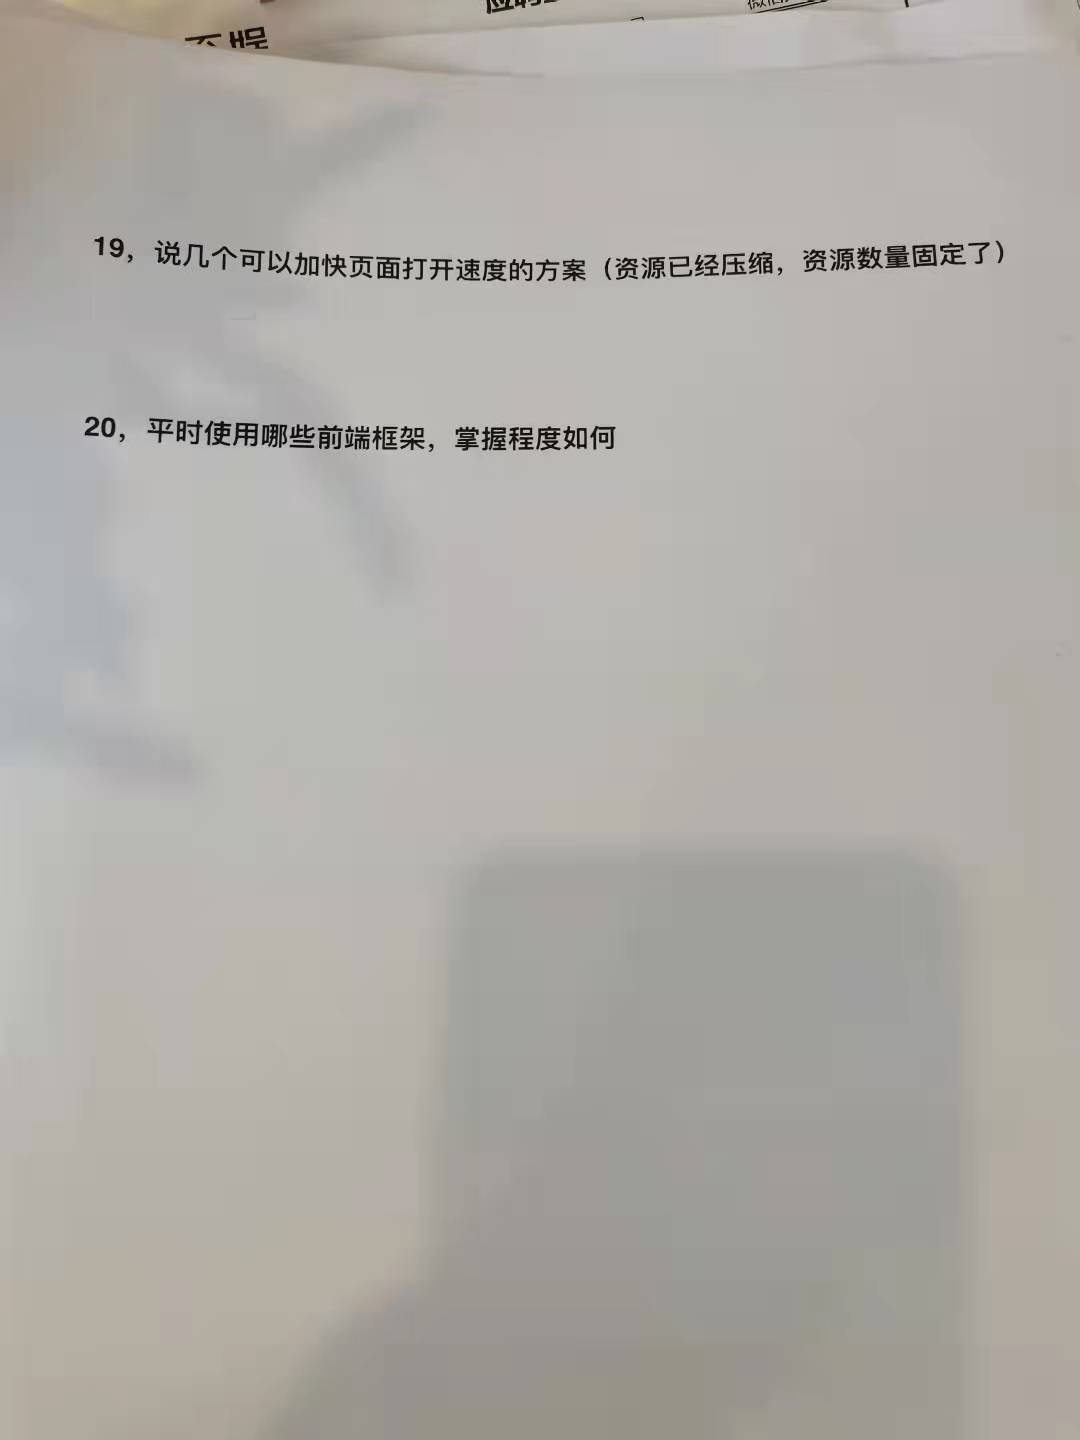 19，说几个可以加快页面打开速度的方案（资源已经压缩，资源数量固定了）
20，平时使用哪些前端框架，掌握程度如何